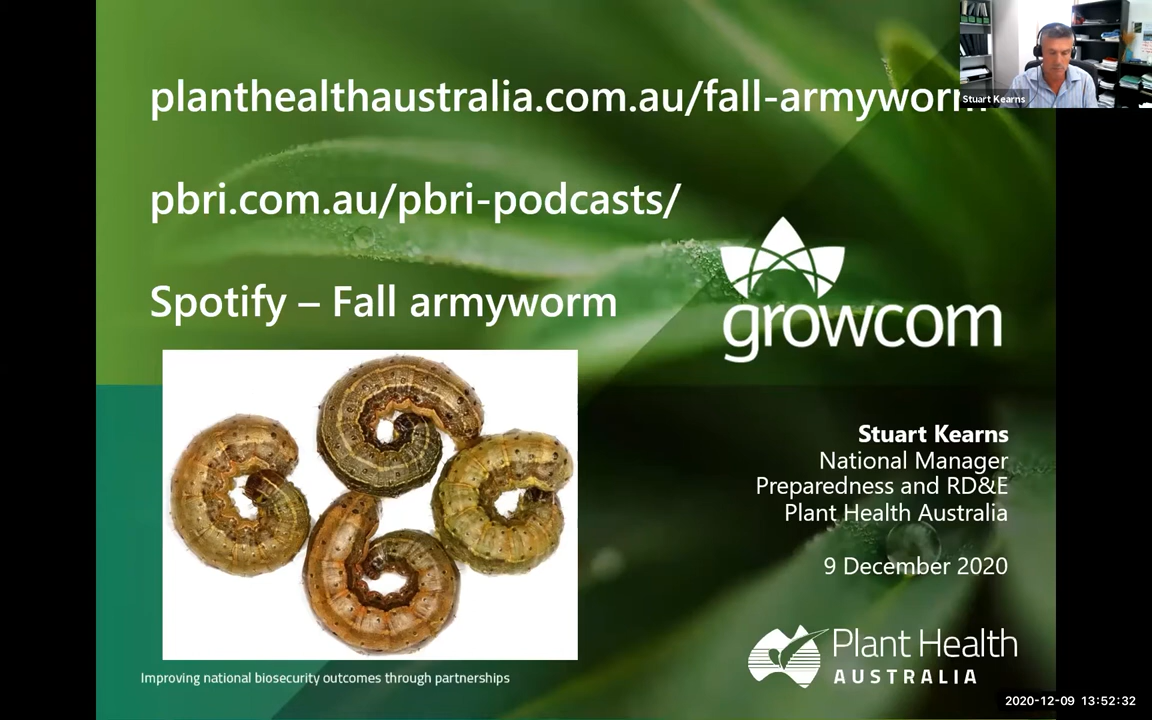 planthealthaustralia.com.au/fall-armyworm
Stuart Kearns
pbri.com.au/pbri-podcasts/
Spotify – Fall armyworm
growcom
Stuart Kearns
National Manager
Preparedness and RD&E
Plant Health Australia
9 December 2020
Plant Health
AUSTRALIA
Improving national biosecurity outcomes through partnerships
2020-12-09 13:52:32